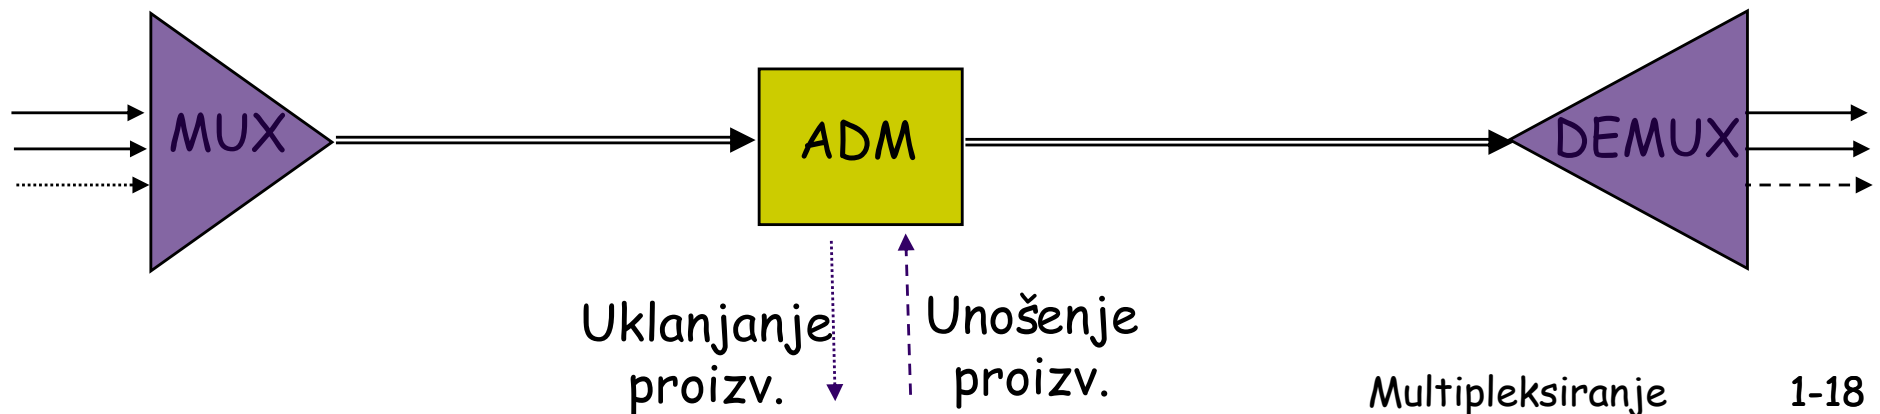 MUX
ADM
DEMUX
Uklanjanje
proizv.
Unošenje
proizv.
Multipleksiranje 1-18